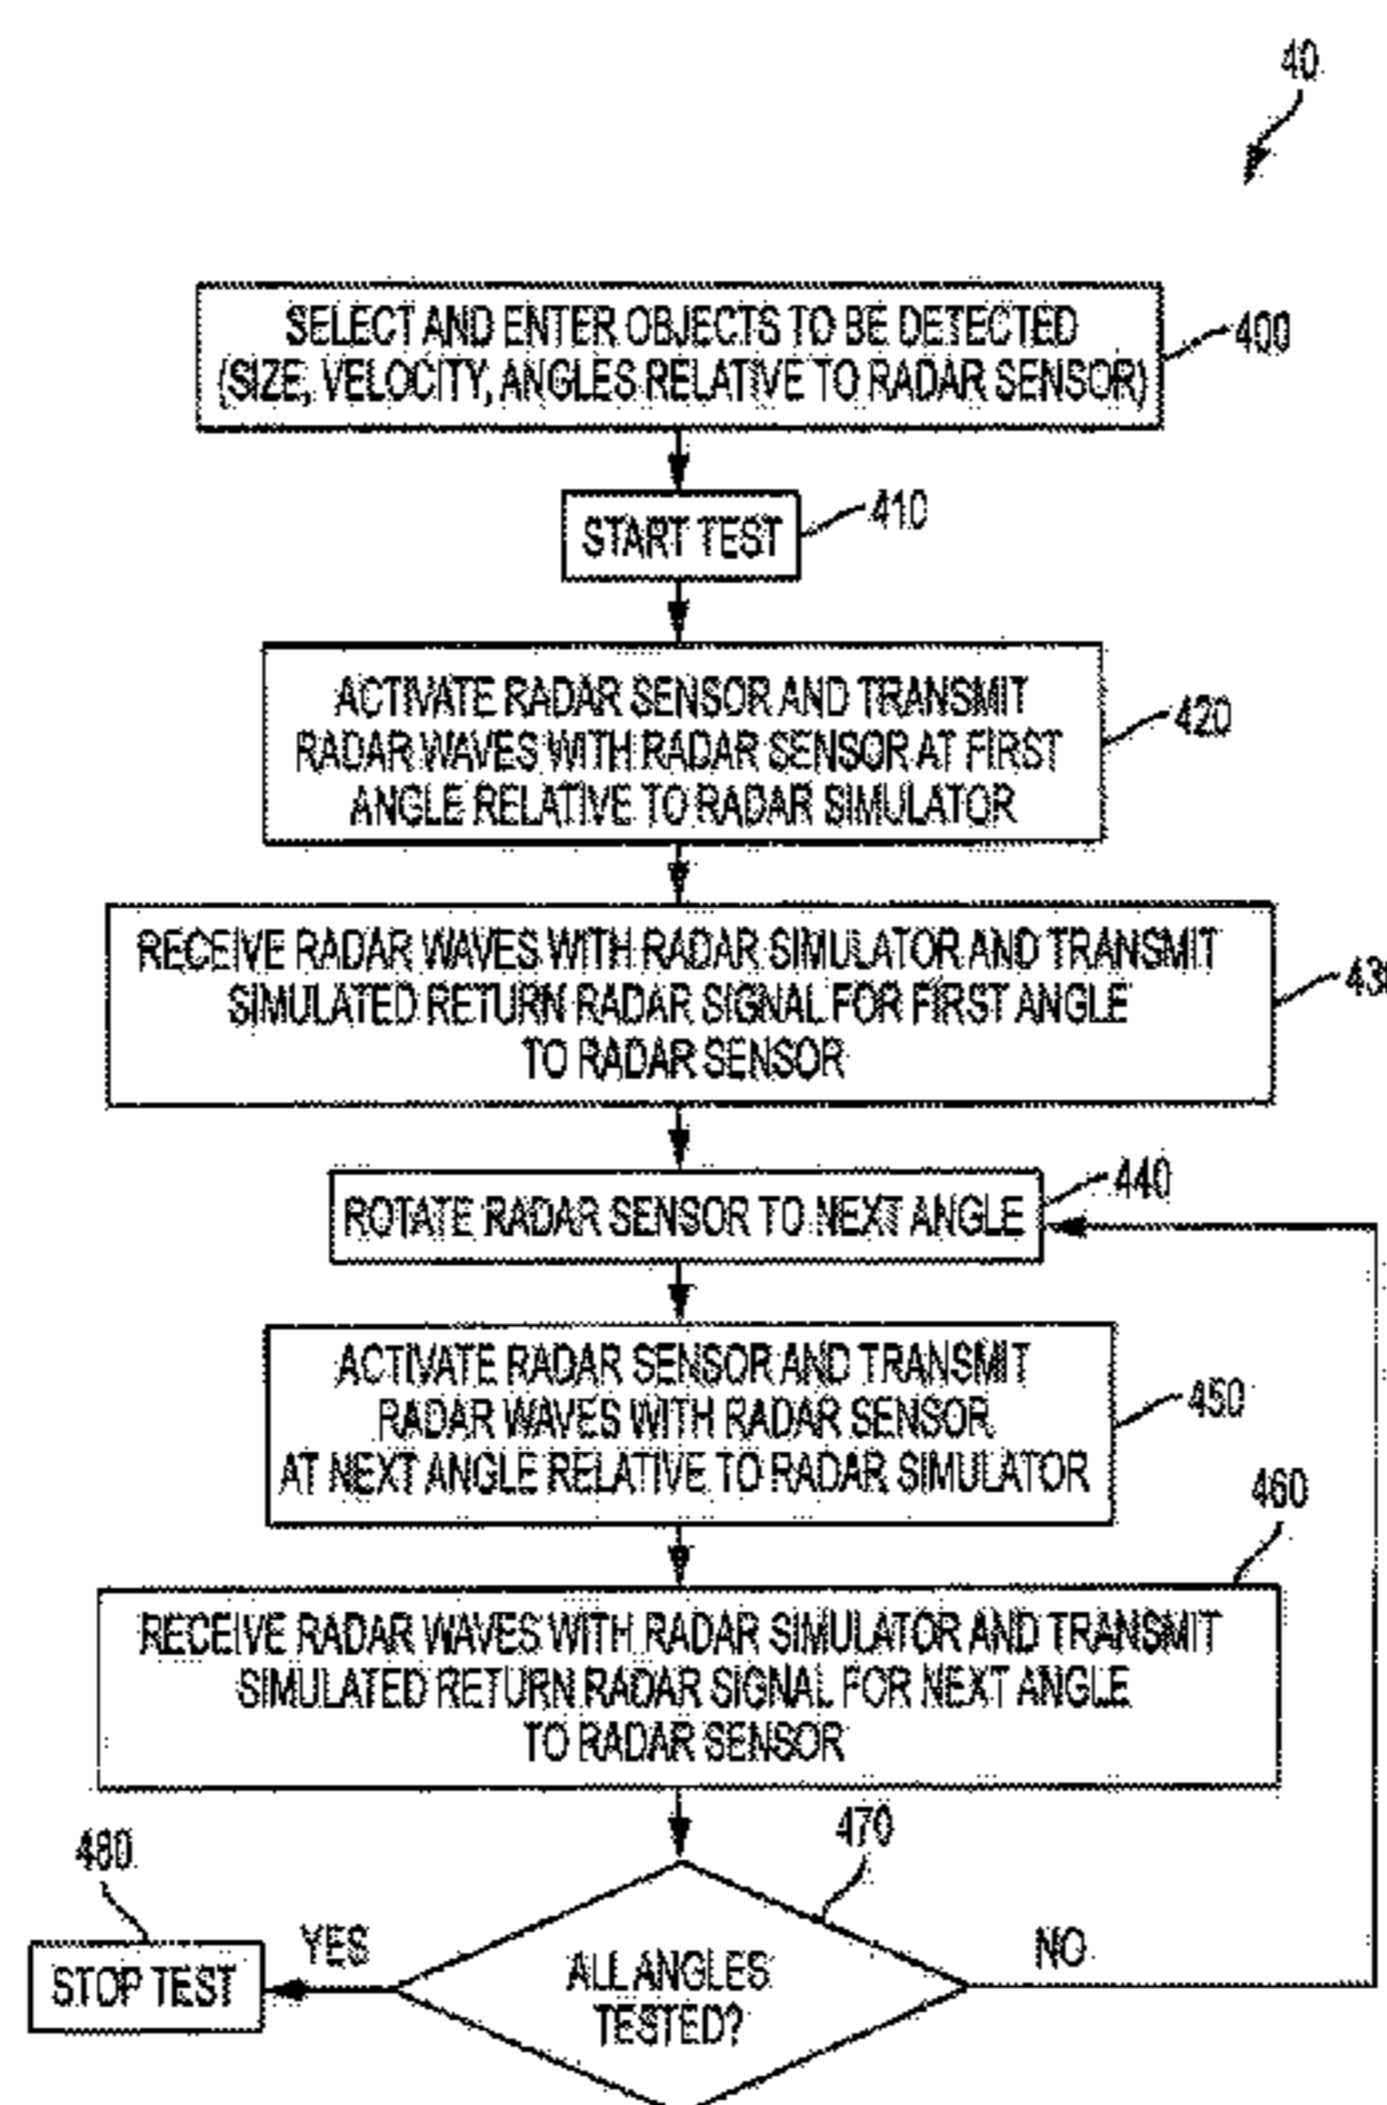 40
SELECT AND ENTER OBJECTS TO BE DETECTED
(SIZE, VELOCITY, ANGLES RELATIVE TO RADAR SENSOR)
400
START TEST
410
ACTIVATE RADAR SENSOR AND TRANSMIT
RADAR WAVES WITH RADAR SENSOR AT FIRST
ANGLE RELATIVE TO RADAR SIMULATOR
420
RECEIVE RADAR WAVES WITH RADAR SIMULATOR AND TRANSMIT
SIMULATED RETURN RADAR SIGNAL FOR FIRST ANGLE
TO RADAR SENSOR
430
ROTATE RADAR SENSOR TO NEXT ANGLE
440
ACTIVATE RADAR SENSOR AND TRANSMIT
RADAR WAVES WITH RADAR SENSOR
AT NEXT ANGLE RELATIVE TO RADAR SIMULATOR
450
460
RECEIVE RADAR WAVES WITH RADAR SIMULATOR AND TRANSMIT
SIMULATED RETURN RADAR SIGNAL FOR NEXT ANGLE
TO RADAR SENSOR
470
480
YES
NO
STOP TEST
ALL ANGLES
TESTED?